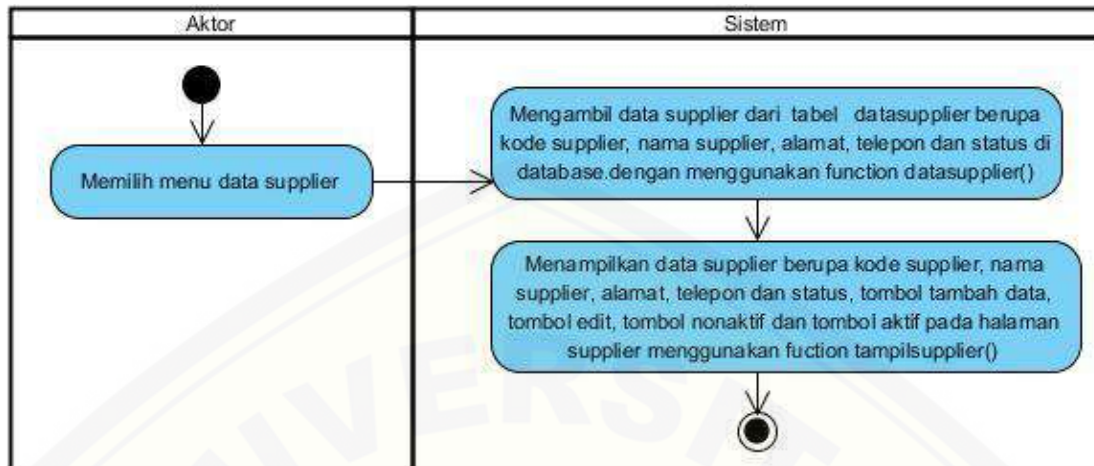 Aktor
Sistem
Memilih menu data supplier
Mengambil data supplier dari tabel datasupplier berupa
kode supplier, nama supplier, alamat, telepon dan status di
database.dengan menggunakan function datasupplier()
Menampilkan data supplier berupa kode supplier, nama
supplier, alamat, telepon dan status, tombol tambah data,
tombol edit, tombol nonaktif dan tombol aktif pada halaman
supplier menggunakan fuction tampilsupplier()
UNIVERSIT